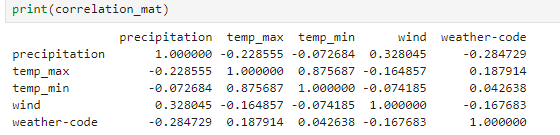 print(correlation_mat)
precipitation temp_max temp_min wind weather-code
precipitation 1.000000 -0.228555 -0.072684 0.328045 -0.284729
temp_max -0.228555 1.000000 0.875687 -0.164857 0.187914
temp_min -0.072684 0.875687 1.000000 -0.074185 0.042638
wind 0.328045 -0.164857 -0.074185 1.000000 -0.167683
weather-code -0.284729 0.187914 0.042638 -0.167683 1.000000